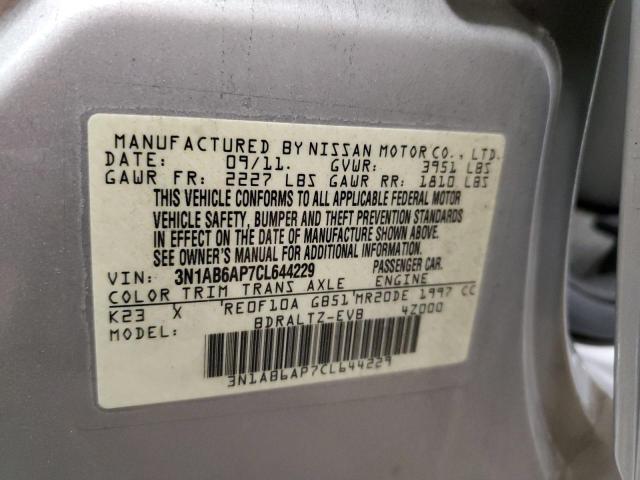 MANUFACTURED BY NISSAN MOTOR CO., LTD.
DATE: 09/11. GVWR: 3951 LBS
GAWR FR: 2227 LBS GAWR RR: 1810 LBS
THIS VEHICLE CONFORMS TO ALL APPLICABLE FEDERAL MOTOR
VEHICLE SAFETY, BUMPER AND THEFT PREVENTION STANDARDS
IN EFFECT ON THE DATE OF MANUFACTURE SHOWN ABOVE.
SEE OWNER'S MANUAL FOR ADDITIONAL INFORMATION.
VIN: 3N1AB6AP7CL644229 PASSENGER CAR.
COLOR TRIM TRANS AXLE ENGINE
K23 X RE0F10A GB51 MR20DE 1997 CC
MODEL: BDRALTZ-EVB 4Z000
3N1AB6AP7CL644229